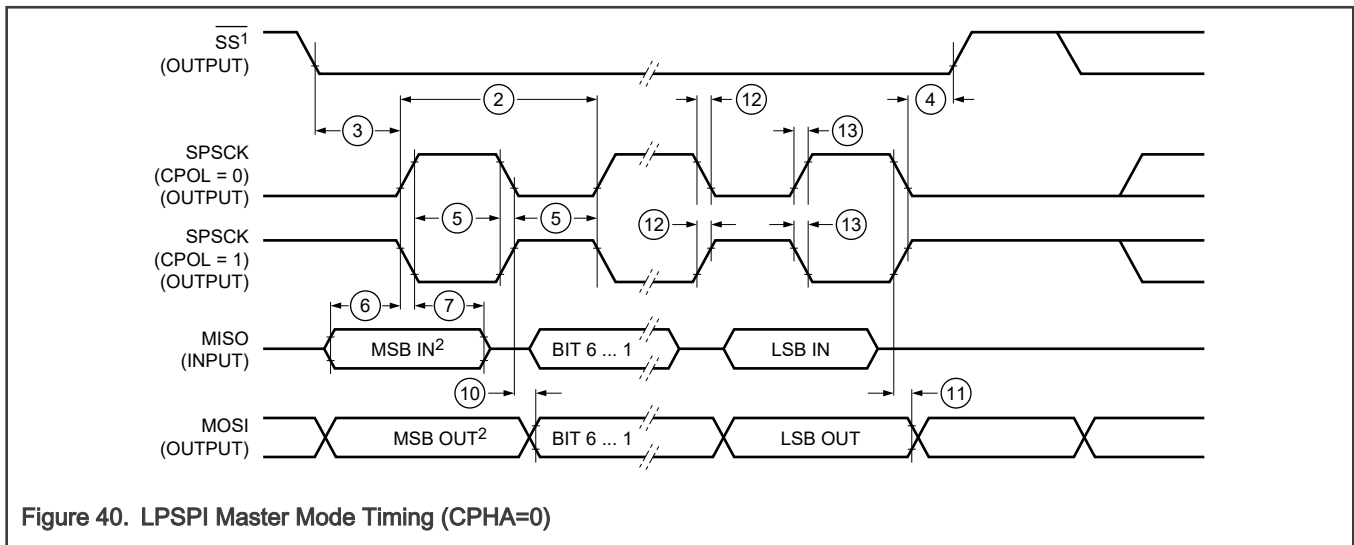 SS1
(OUTPUT)
2
12
4
3
13
SPSCK
(CPOL = 0)
(OUTPUT)
5
5
12
13
SPSCK
(CPOL = 1)
(OUTPUT)
6
7
MISO
(INPUT)
MSB IN2
BIT 6 ... 1
LSB IN
10
11
MOSI
(OUTPUT)
MSB OUT2
BIT 6 ... 1
LSB OUT
Figure 40. LPSPI Master Mode Timing (CPHA=0)